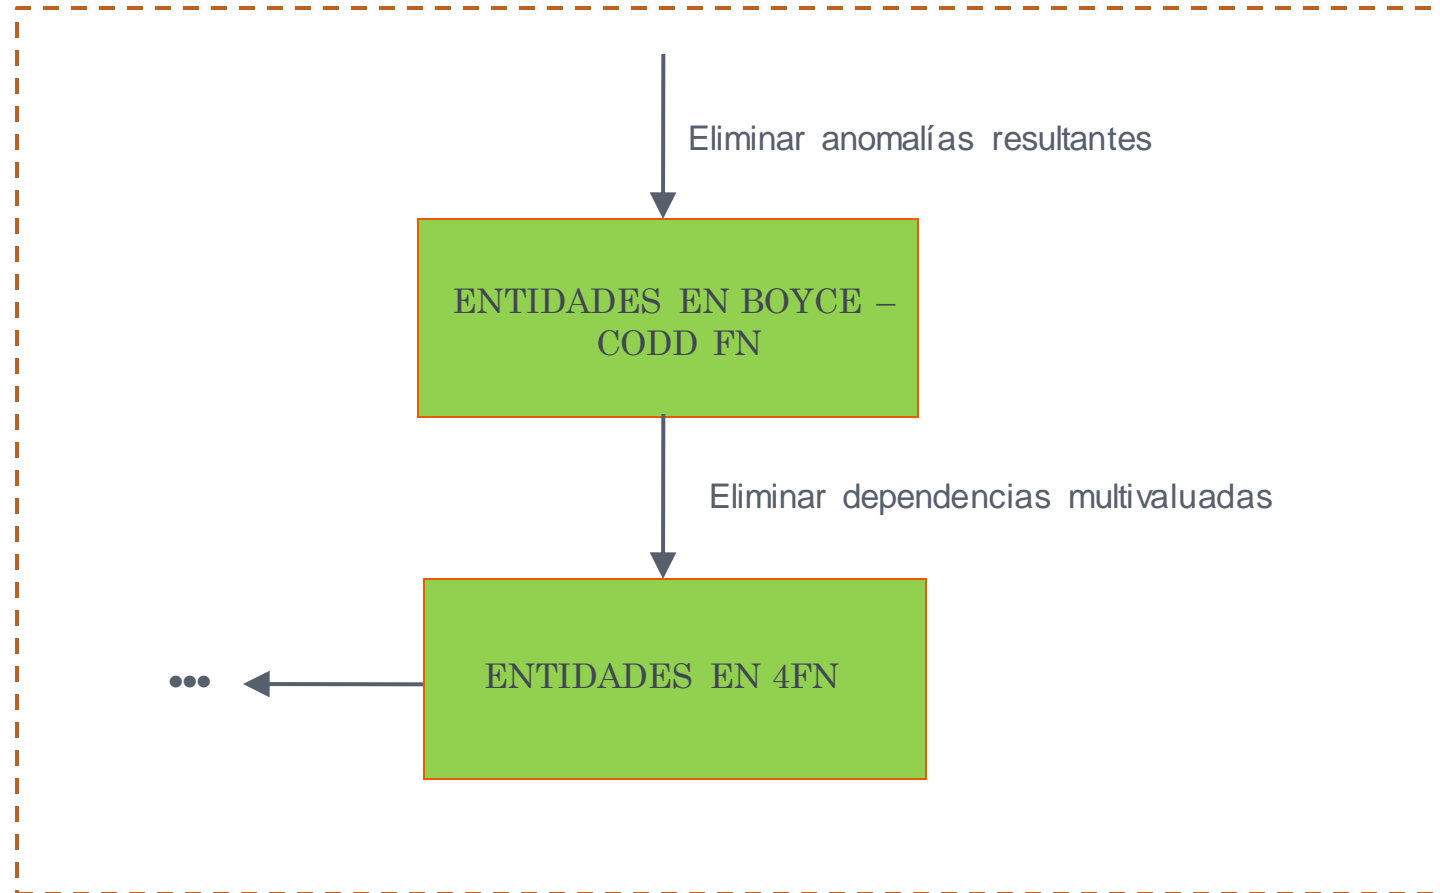 Eliminar anomalías resultantes
ENTIDADES EN BOYCE –
CODD FN
Eliminar dependencias multivaluadas
ENTIDADES EN 4FN
•••